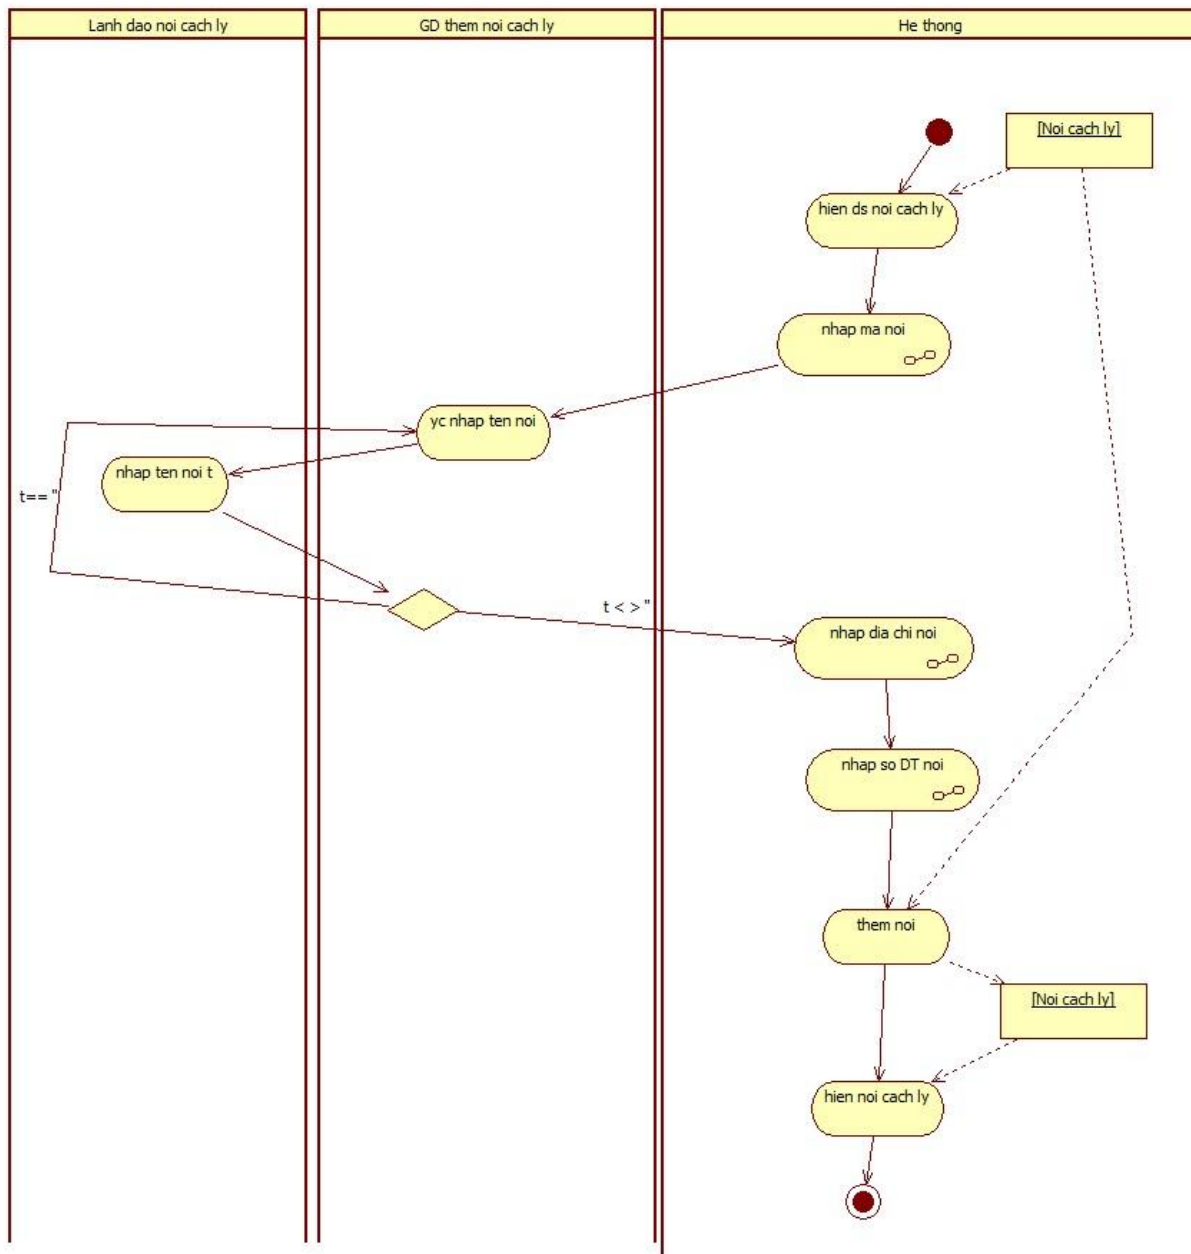 Lanh dao noi cach ly
GD them noi cach ly
He thong
[Noi cach ly]
hien ds noi cach ly
nhap ma noi
yc nhap ten noi
nhap ten noi t
t== "
t < > "
nhap dia chi noi
nhap so DT noi
them noi
[Noi cach ly]
hien noi cach ly